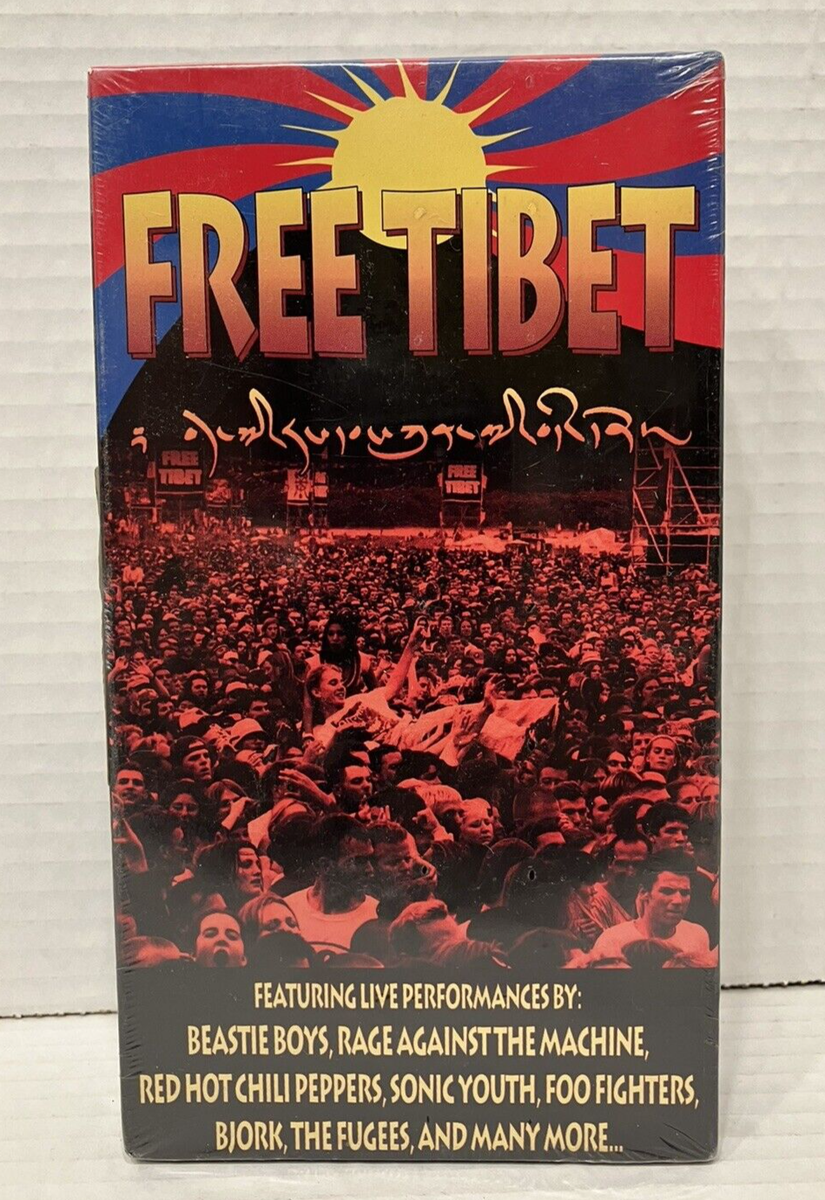 FREE TIBET
FREE
TIBET
FREE
TIBET
FEATURING LIVE PERFORMANCES BY:
BEASTIE BOYS, RAGE AGAINST THE MACHINE,
RED HOT CHILI PEPPERS, SONIC YOUTH, FOO FIGHTERS,
BJORK, THE FUGEES, AND MANY MORE...